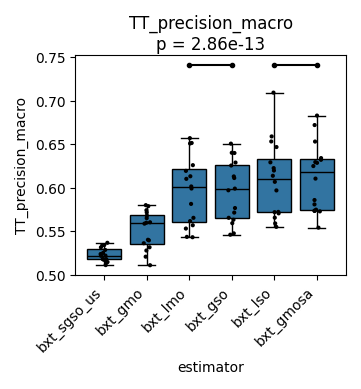 TT_precision_macro
p = 2.86e-13
TT_precision_macro
0.75
0.70
0.65
0.60
0.55
0.50
bxt_sgso_us
bxt_gmo
bxt_lmo
bxt_gso
bxt_lso
bxt_gmosa
estimator